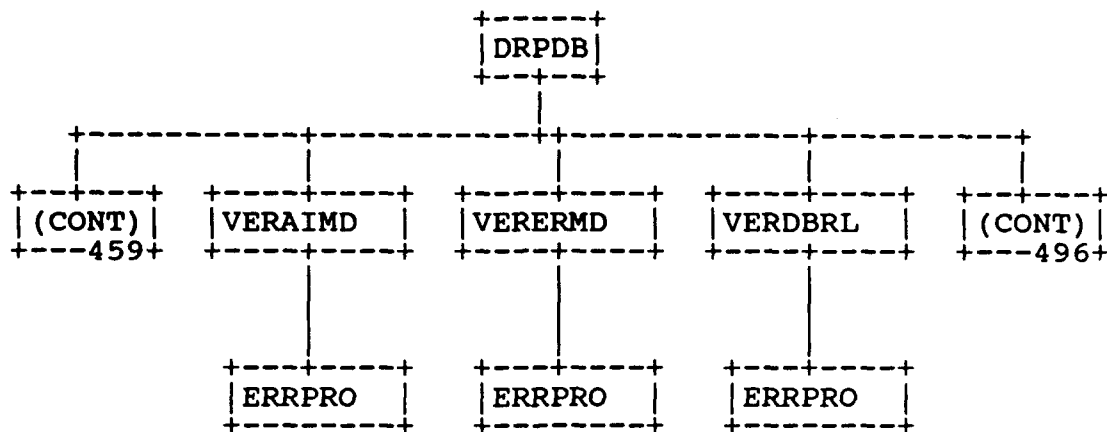 DRPDB
(CONT) VERAIMD VERERMD VERDBRL (CONT)
459 496
ERRPRO ERRPRO ERRPRO